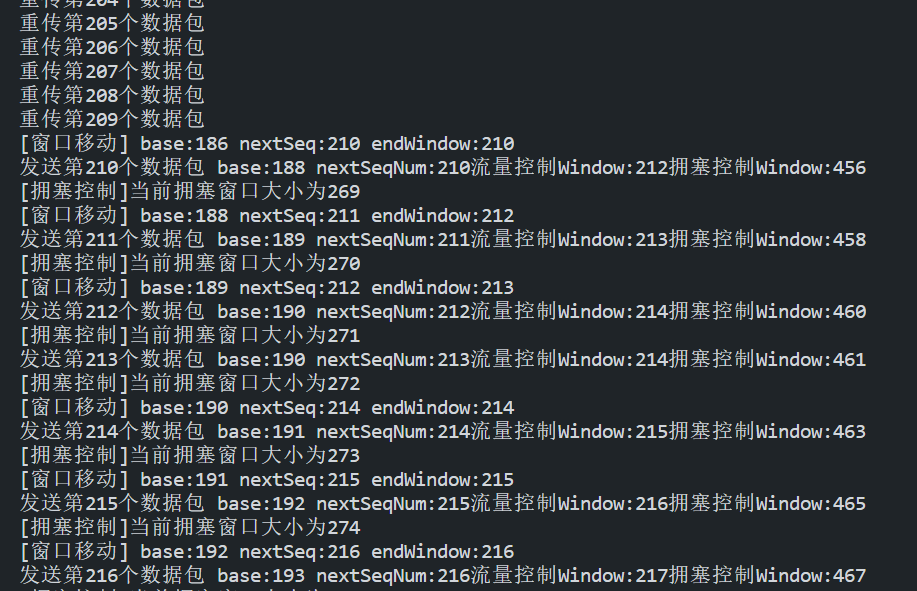 重传第204个数据包
重传第205个数据包
重传第206个数据包
重传第207个数据包
重传第208个数据包
重传第209个数据包
[窗口移动] base:186 nextSeq:210 endWindow:210
发送第210个数据包 base:188 nextSeqNum:210流量控制Window:212拥塞控制Window:456
[拥塞控制]当前拥塞窗口大小为269
[窗口移动] base:188 nextSeq:211 endWindow:212
发送第211个数据包 base:189 nextSeqNum:211流量控制Window:213拥塞控制Window:458
[拥塞控制]当前拥塞窗口大小为270
[窗口移动] base:189 nextSeq:212 endWindow:213
发送第212个数据包 base:190 nextSeqNum:212流量控制Window:214拥塞控制Window:460
[拥塞控制]当前拥塞窗口大小为271
发送第213个数据包 base:190 nextSeqNum:213流量控制Window:214拥塞控制Window:461
[拥塞控制]当前拥塞窗口大小为272
[窗口移动] base:190 nextSeq:214 endWindow:214
发送第214个数据包 base:191 nextSeqNum:214流量控制Window:215拥塞控制Window:463
[拥塞控制]当前拥塞窗口大小为273
[窗口移动] base:191 nextSeq:215 endWindow:215
发送第215个数据包 base:192 nextSeqNum:215流量控制Window:216拥塞控制Window:465
[拥塞控制]当前拥塞窗口大小为274
[窗口移动] base:192 nextSeq:216 endWindow:216
发送第216个数据包 base:193 nextSeqNum:216流量控制Window:217拥塞控制Window:467